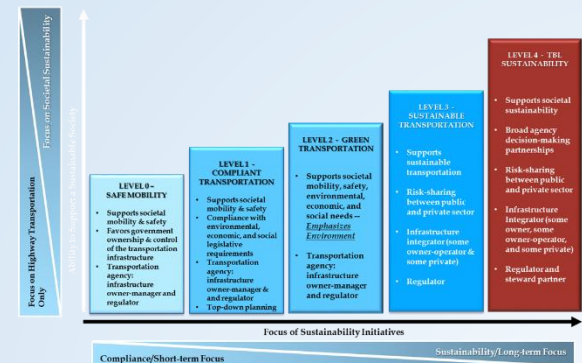 Focus on Societal Sustainability
Focus on Highway Transportation
Only
Ability to Support a Sustainable Society
LEVEL 0 –
SAFE MOBILITY
• Supports societal
mobility & safety
• Favors government
ownership & control
of the transportation
infrastructure
• Transportation
agency:
infrastructure
owner-manager and
regulator
LEVEL 1 –
COMPLIANT
TRANSPORTATION
• Supports societal
mobility & safety
• Compliance with
environmental,
economic, and social
legislative
requirements
• Transportation
agency:
infrastructure
owner-manager &
and regulator
• Top-down planning
LEVEL 2 – GREEN
TRANSPORTATION
• Supports societal
mobility, safety,
environmental,
economic, and
social needs —
Emphasizes
Environment
• Transportation
agency:
infrastructure
owner-manager
and regulator
LEVEL 3 –
SUSTAINABLE
TRANSPORTATION
• Supports
sustainable
transportation
• Risk-sharing
between public
and private sector
• Infrastructure
integrator (some
owner-operator &
some private)
• Regulator
LEVEL 4 – TBL
SUSTAINABILITY
• Supports societal
sustainability
• Broad agency
decision-making
partnerships
• Risk-sharing
between public and
private sector
• Infrastructure
Integrator (some
owner, some
owner-operator,
and some private)
• Regulator and
steward partner
Focus of Sustainability Initiatives
Sustainability/Long-term Focus
Compliance/Short-term Focus